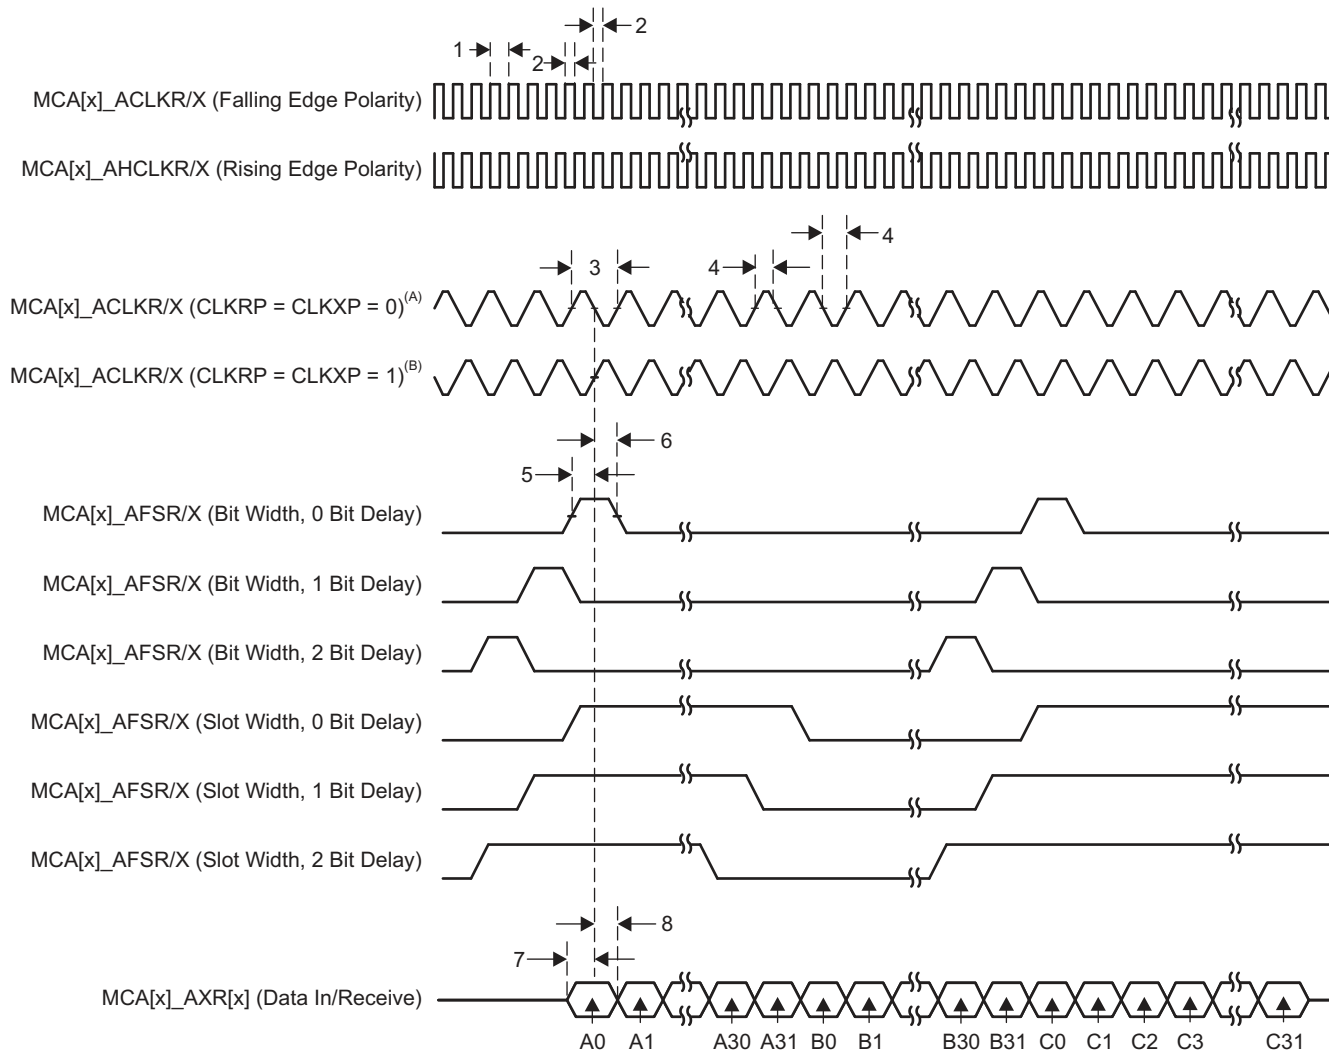 2
1
2
MCA[x]_ACLKR/X (Falling Edge Polarity)
MCA[x]_AHCLKR/X (Rising Edge Polarity)
4
3
4
MCA[x]_ACLKR/X (CLKRP = CLKXP = 0)(A)
MCA[x]_ACLKR/X (CLKRP = CLKXP = 1)(B)
6
5
MCA[x]_AFSR/X (Bit Width, 0 Bit Delay)
MCA[x]_AFSR/X (Bit Width, 1 Bit Delay)
MCA[x]_AFSR/X (Bit Width, 2 Bit Delay)
MCA[x]_AFSR/X (Slot Width, 0 Bit Delay)
MCA[x]_AFSR/X (Slot Width, 1 Bit Delay)
MCA[x]_AFSR/X (Slot Width, 2 Bit Delay)
8
7
MCA[x]_AXR[x] (Data In/Receive)
A0 A1 A30 A31 B0 B1 B30 B31 C0 C1 C2 C3 C31